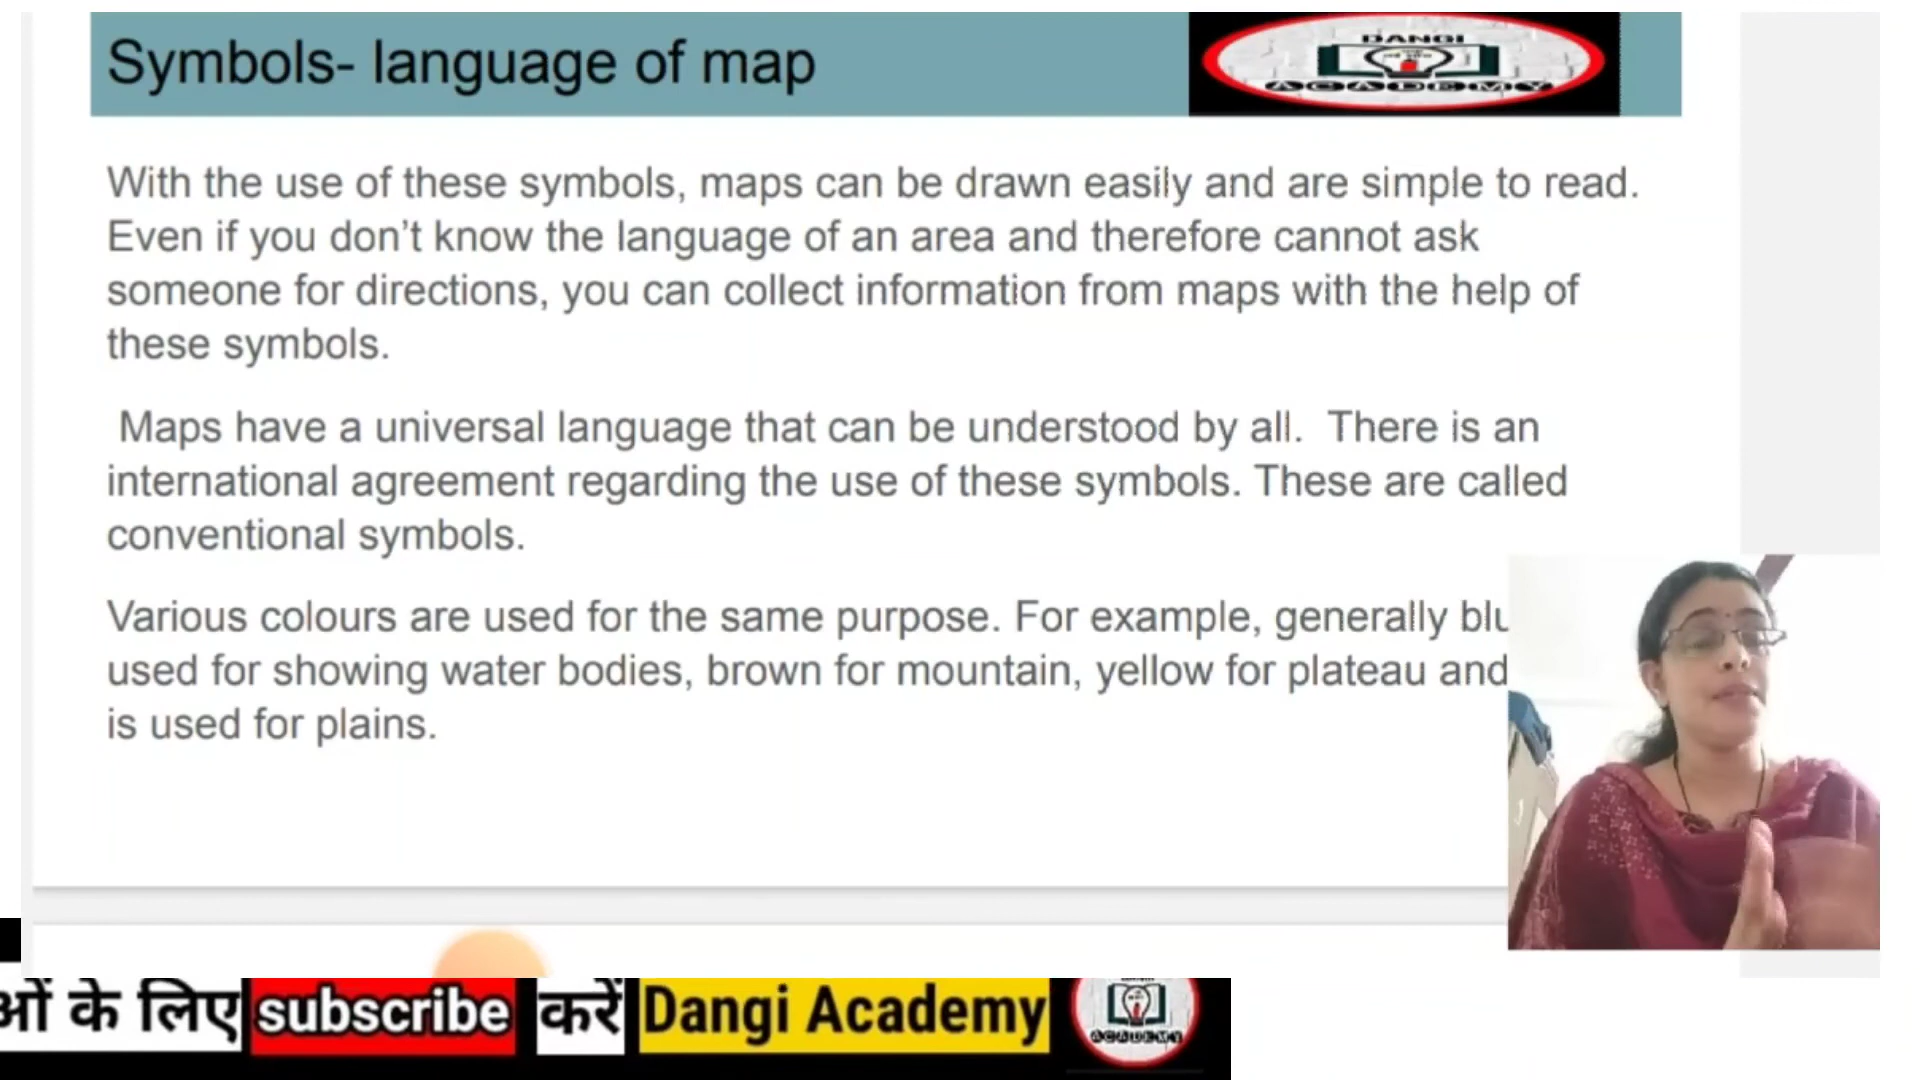 Symbols- language of map
DANGI
ACADEMY
With the use of these symbols, maps can be drawn easily and are simple to read.
Even if you don’t know the language of an area and therefore cannot ask
someone for directions, you can collect information from maps with the help of
these symbols.
Maps have a universal language that can be understood by all. There is an
international agreement regarding the use of these symbols. These are called
conventional symbols.
Various colours are used for the same purpose. For example, generally
used for showing water bodies, brown for mountain, yellow for plateau and
is used for plains.
के लिए subscribe करें Dangi Academy
ACADEMY